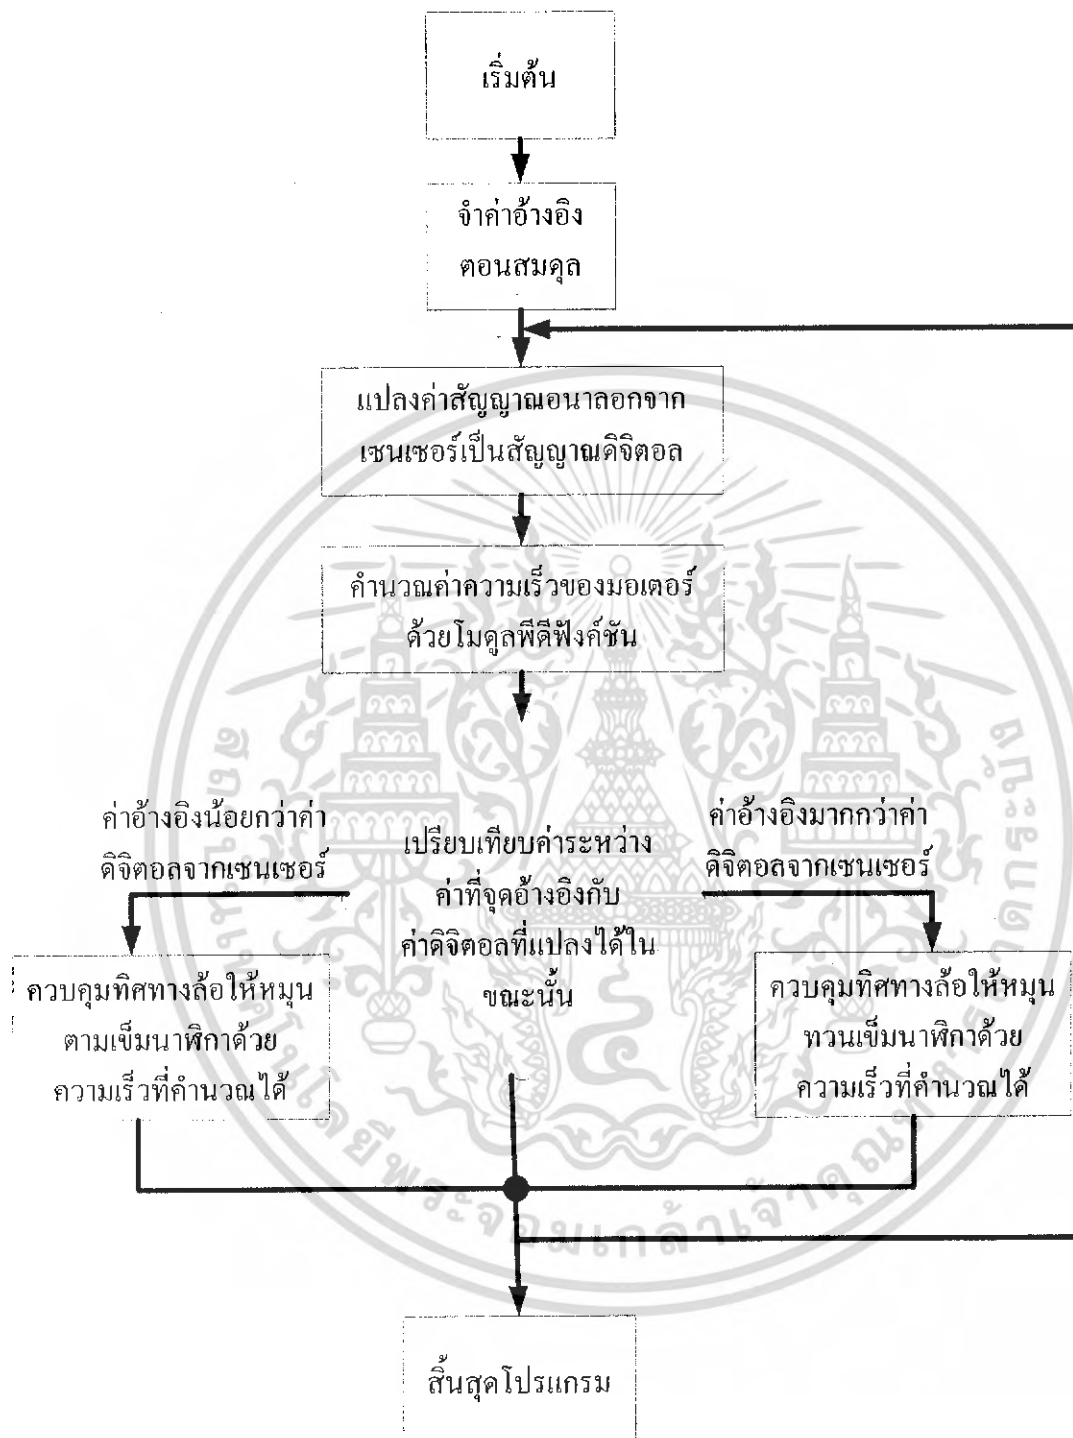 เริ่มต้น
จำค่าอ้างอิง
ตอนสมดุล
แปลงค่าสัญญาณอนาลอกจาก
เซนเซอร์เป็นสัญญาณดิจิตอล
คำนวณค่าความเร็วของมอเตอร์
ด้วยโมดูลพีดีฟังค์ชัน
ค่าอ้างอิงน้อยกว่าค่า
ดิจิตอลจากเซนเซอร์
เปรียบเทียบค่าระหว่าง
ค่าที่จุดอ้างอิงกับ
ค่าดิจิตอลที่แปลงได้ใน
ขณะนั้น
ค่าอ้างอิงมากกว่าค่า
ดิจิตอลจากเซนเซอร์
ควบคุมทิศทางล้อให้หมุน
ตามเข็มนาฬิกาด้วย
ความเร็วที่คำนวณได้
ควบคุมทิศทางล้อให้หมุน
ทวนเข็มนาฬิกาด้วย
ความเร็วที่คำนวณได้
สิ้นสุดโปรแกรม